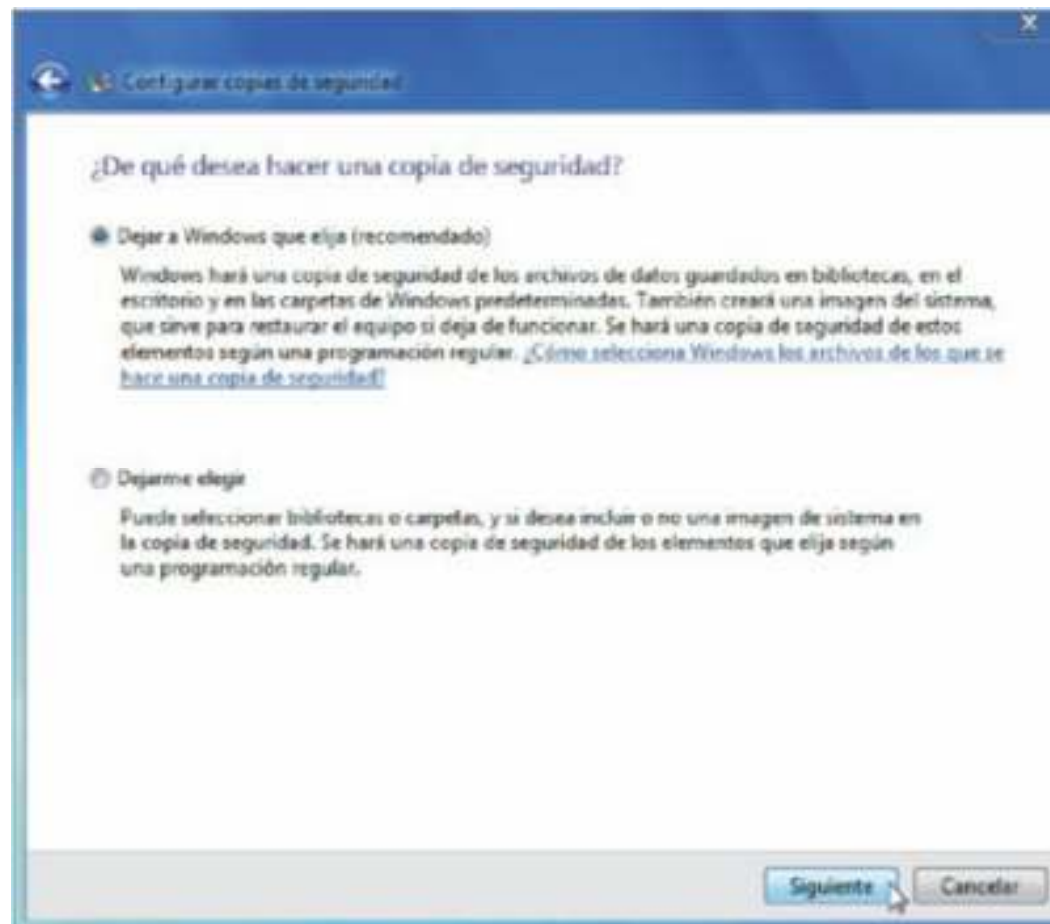 Configurar copias de seguridad
¿De qué desea hacer una copia de seguridad?
Dejar a Windows que elija (recomendado)
Windows hará una copia de seguridad de los archivos de datos guardados en bibliotecas, en el
escritorio y en las carpetas de Windows predeterminadas. También creará una imagen del sistema,
que sirve para restaurar el equipo si deja de funcionar. Se hará una copia de seguridad de estos
elementos según una programación regular. ¿Cómo selecciona Windows los archivos de los que se
hace una copia de seguridad?
Dejarme elegir
Puede seleccionar bibliotecas o carpetas, y si desea incluir o no una imagen de sistema en
la copia de seguridad. Se hará una copia de seguridad de los elementos que elija según
una programación regular.
Siguiente Cancelar